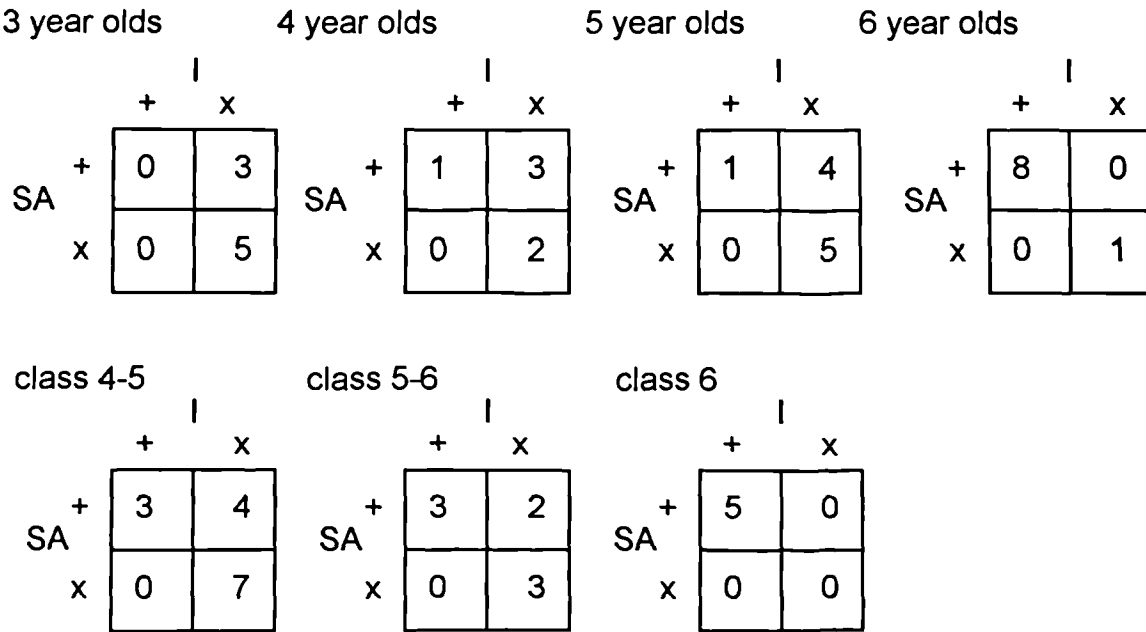 3 year olds 4 year olds 5 year olds 6 year olds
I I I I
+ x + x + x + x
+ 0 3 + 1 3 + 1 4 + 8 0
SA SA SA SA
x 0 5 x 0 2 x 0 5 x 0 1
class 4-5 class 5-6 class 6
I I I
+ x + x + x
+ 3 4 + 3 2 + 5 0
SA SA SA
x 0 7 x 0 3 x 0 0